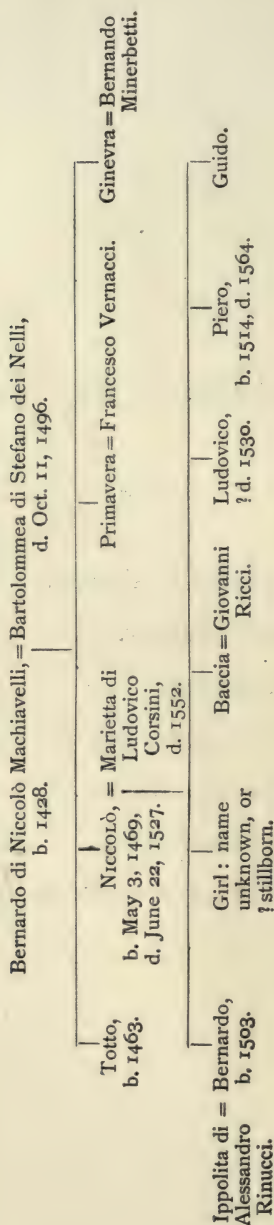 Bernardo di Niccolò Machiavelli, = Bartolommea di Stefano dei Nelli,
b. 1428.
d. Oct. 11, 1496.
Totto,
b. 1463.
NICCOLÒ,
b. May 3, 1469,
d. June 22, 1527.
= Marietta di
Ludovico
Corsini,
d. 1552.
Primavera = Francesco Vernacci.
Ginevra = Bernando
Minerbetti.
Ippolita di
Alessandro
Rinucci.
= Bernardo,
b. 1503.
Girl : name
unknown, or
? stillborn.
Baccia = Giovanni
Ricci.
Ludovico,
? d. 1530.
Piero,
b. 1514, d. 1564.
Guido.